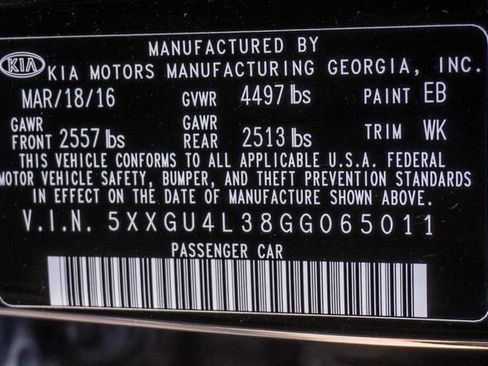 MANUFACTURED BY
KIA KIA MOTORS MANUFACTURING GEORGIA, INC.
MAR/18/16 GVWR 4497 lbs PAINT EB
GAWR FRONT 2557 lbs GAWR REAR 2513 lbs TRIM WK
THIS VEHICLE CONFORMS TO ALL APPLICABLE U.S.A. FEDERAL
MOTOR VEHICLE SAFETY, BUMPER, AND THEFT PREVENTION STANDARDS
IN EFFECT ON THE DATE OF MANUFACTURE SHOWN ABOVE.
V.I.N. 5XXGU4L38GG065011
PASSENGER CAR